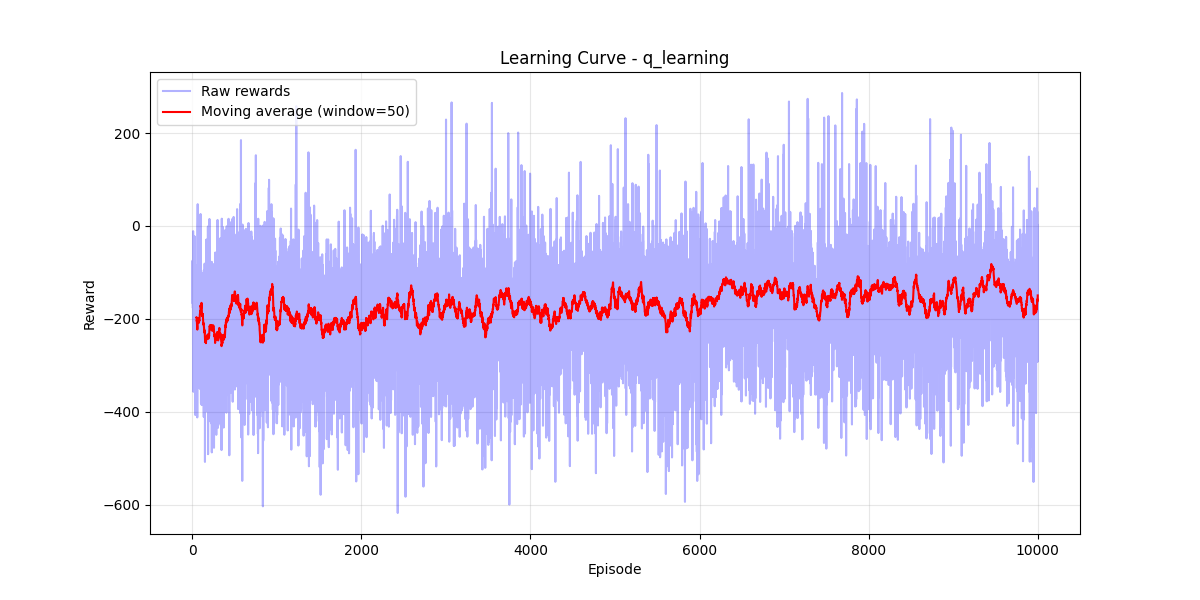 Learning Curve - q_learning
Raw rewards
Moving average (window=50)
Reward
200
0
−200
−400
−600
0
2000
4000
6000
8000
10000
Episode